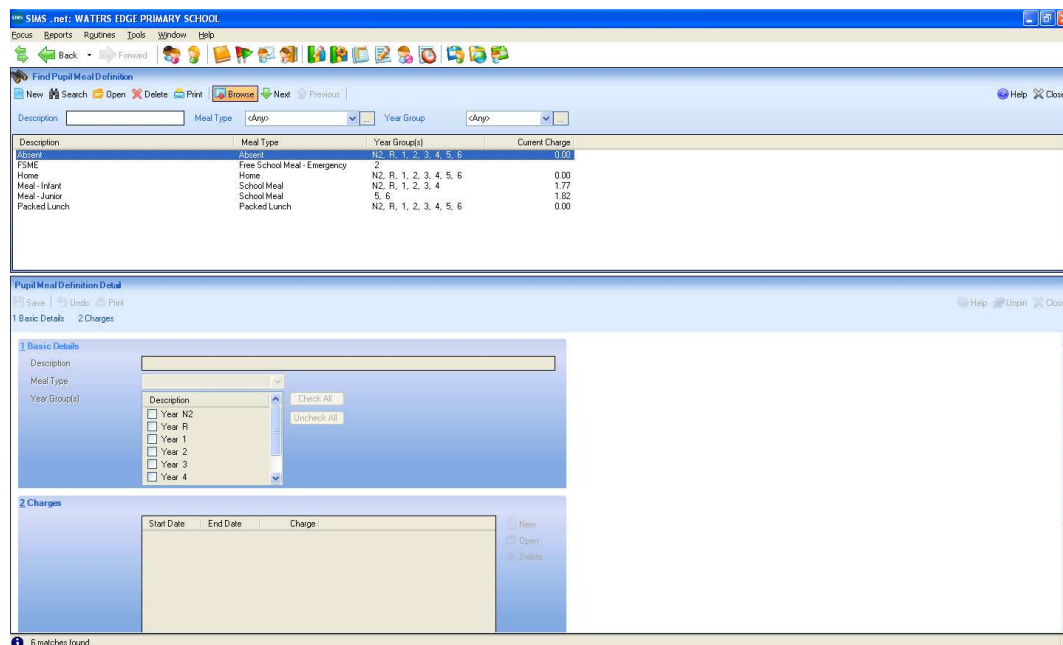 SIMS .net: WATERS EDGE PRIMARY SCHOOL
Focus Reports Routines Tools Window Help
Back Forward
Find Pupil Meal Definition
New Search Open Delete Print Browse Next Previous Help Close
Description Meal Type <Any> ... Year Group <Any> ...
Description Meal Type Year Group(s) Current Charge
Absent Absent N2, R, 1, 2, 3, 4, 5, 6 0.00
FSME Free School Meal - Emergency 2
Home Home N2, R, 1, 2, 3, 4, 5, 6 0.00
Meal - Infant School Meal N2, R, 1, 2, 3, 4 1.77
Meal - Junior School Meal 5, 6 1.82
Packed Lunch Packed Lunch N2, R, 1, 2, 3, 4, 5, 6 0.00
Pupil Meal Definition Detail
Save Undo Print Help Unpin Close
1 Basic Details 2 Charges
1 Basic Details
Description
Meal Type
Year Group(s) Description Check All
Year N2 Uncheck All
Year R
Year 1
Year 2
Year 3
Year 4
2 Charges
Start Date End Date Charge New
Open
Delete
6 matches found